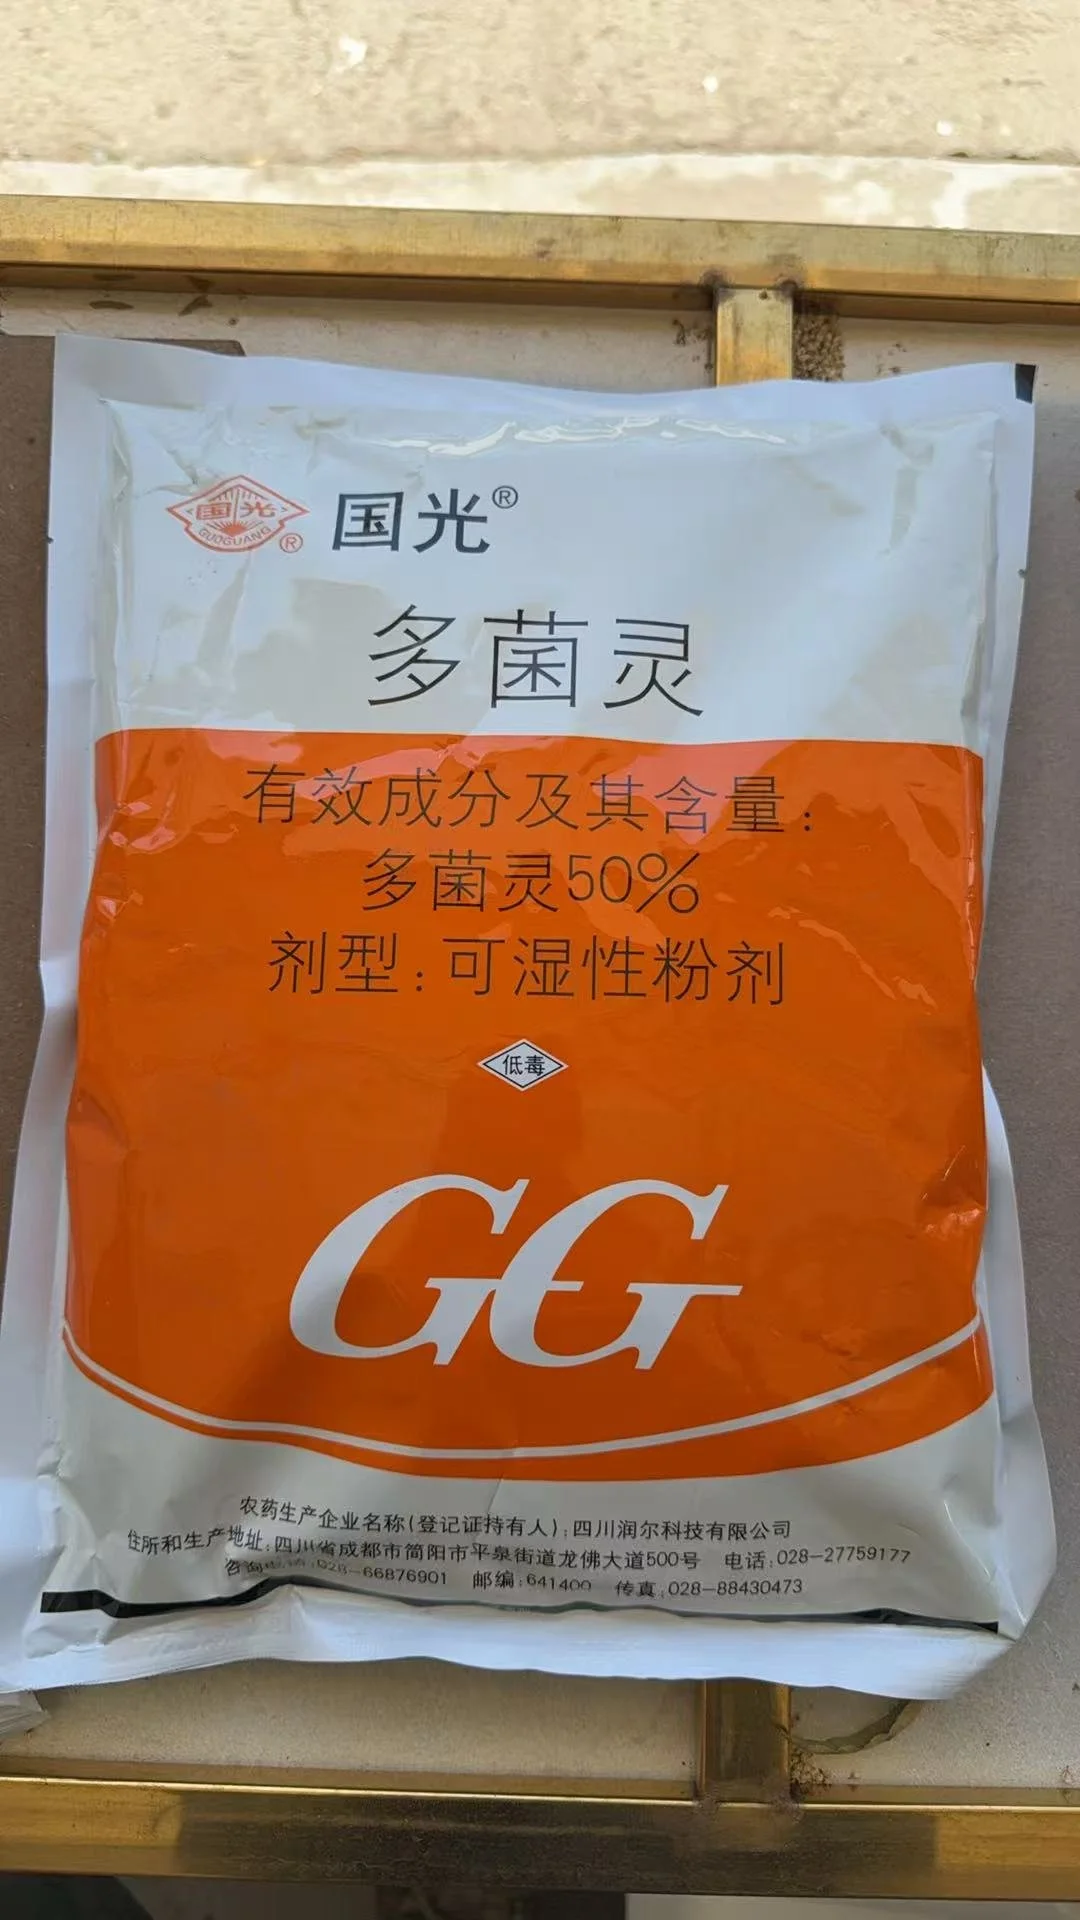 国光
GUOGUANG
®
国光®
多菌灵
有效成分及其含量:
多菌灵50%
剂型:可湿性粉剂
低毒
GG
农药生产企业名称(登记证持有人):四川润尔科技有限公司
住所和生产地址:四川省成都市简阳市平泉街道龙佛大道500号 电话:028-27759177
咨询 028-66876901 邮编:641400 传真:028-88430473